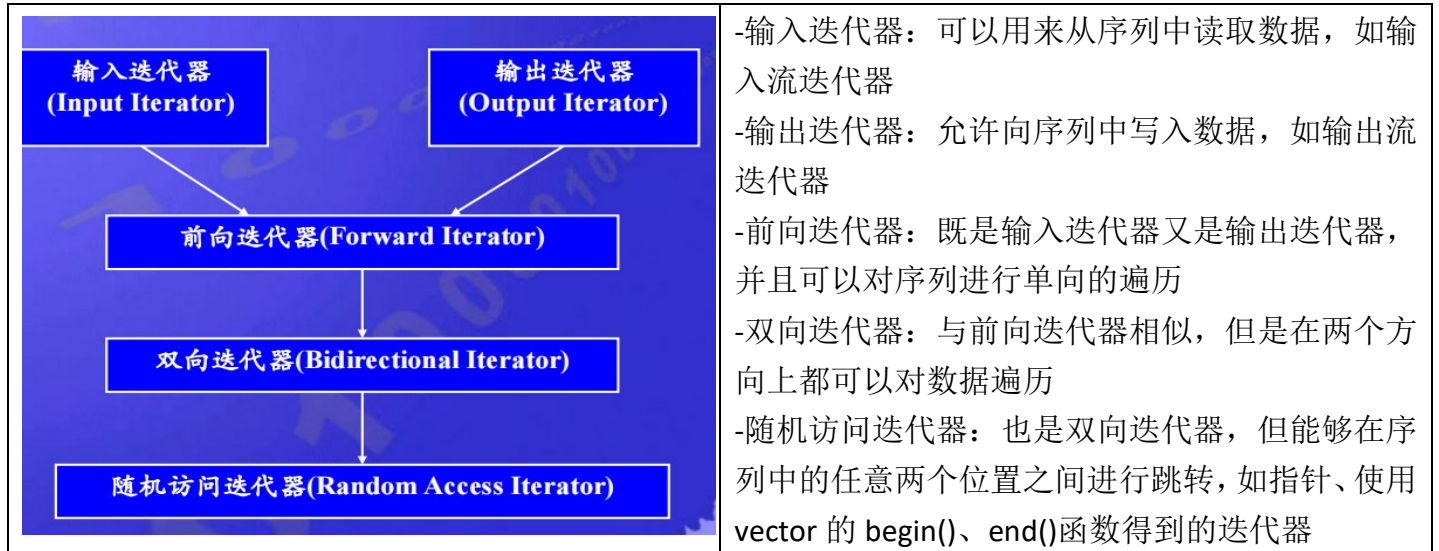 输入迭代器
(Input Iterator)
输出迭代器
(Output Iterator)
前向迭代器(Forward Iterator)
双向迭代器(Bidirectional Iterator)
随机访问迭代器(Random Access Iterator)
-输入迭代器：可以用来从序列中读取数据，如输
入流迭代器
-输出迭代器：允许向序列中写入数据，如输出流
迭代器
-前向迭代器：既是输入迭代器又是输出迭代器，
并且可以对序列进行单向的遍历
-双向迭代器：与前向迭代器相似，但是在两个方
向上都可以对数据遍历
-随机访问迭代器：也是双向迭代器，但能够在序
列中的任意两个位置之间进行跳转，如指针、使用
vector 的 begin()、end()函数得到的迭代器